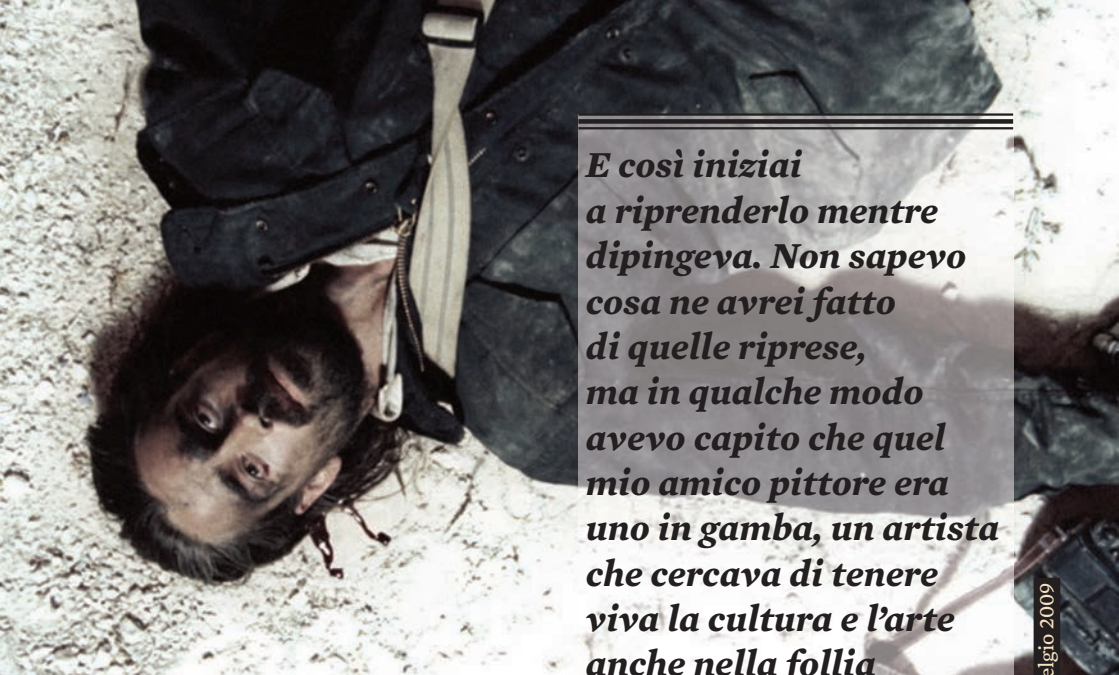 E così iniziai
a riprenderlo mentre
dipingeva. Non sapevo
cosa ne avrei fatto
di quelle riprese,
ma in qualche modo
avevo capito che quel
mio amico pittore era
uno in gamba, un artista
che cercava di tenere
viva la cultura e l’arte
anche nella follia
elgio 2009